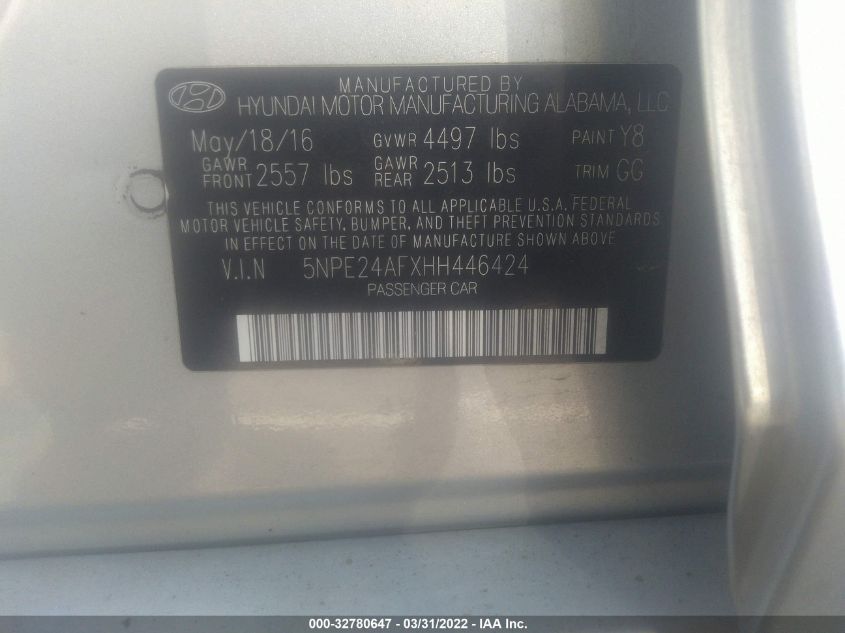 MANUFACTURED BY
HYUNDAI MOTOR MANUFACTURING ALABAMA, LLC
May/18/16 GVWR 4497 lbs PAINT Y8
GAWR FRONT 2557 lbs GAWR REAR 2513 lbs TRIM GG
THIS VEHICLE CONFORMS TO ALL APPLICABLE U.S.A. FEDERAL
MOTOR VEHICLE SAFETY, BUMPER, AND THEFT PREVENTION STANDARDS
IN EFFECT ON THE DATE OF MANUFACTURE SHOWN ABOVE
V.I.N 5NPE24AFXHH446424
PASSENGER CAR
000-32780647 - 03/31/2022 - IAA Inc.